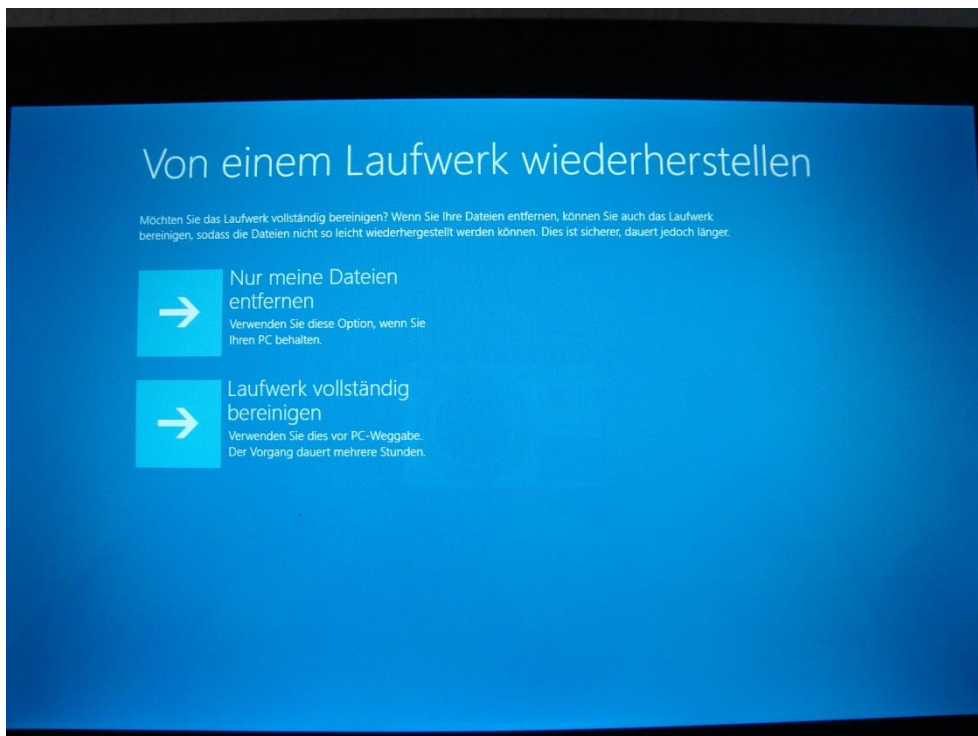 Von einem Laufwerk wiederherstellen
Möchten Sie das Laufwerk vollständig bereinigen? Wenn Sie Ihre Dateien entfernen, können Sie auch das Laufwerk
bereinigen, sodass die Dateien nicht so leicht wiederhergestellt werden können. Dies ist sicherer, dauert jedoch länger.
Nur meine Dateien
entfernen
Verwenden Sie diese Option, wenn Sie
Ihren PC behalten.
Laufwerk vollständig
bereinigen
Verwenden Sie dies vor PC-Weggabe.
Der Vorgang dauert mehrere Stunden.